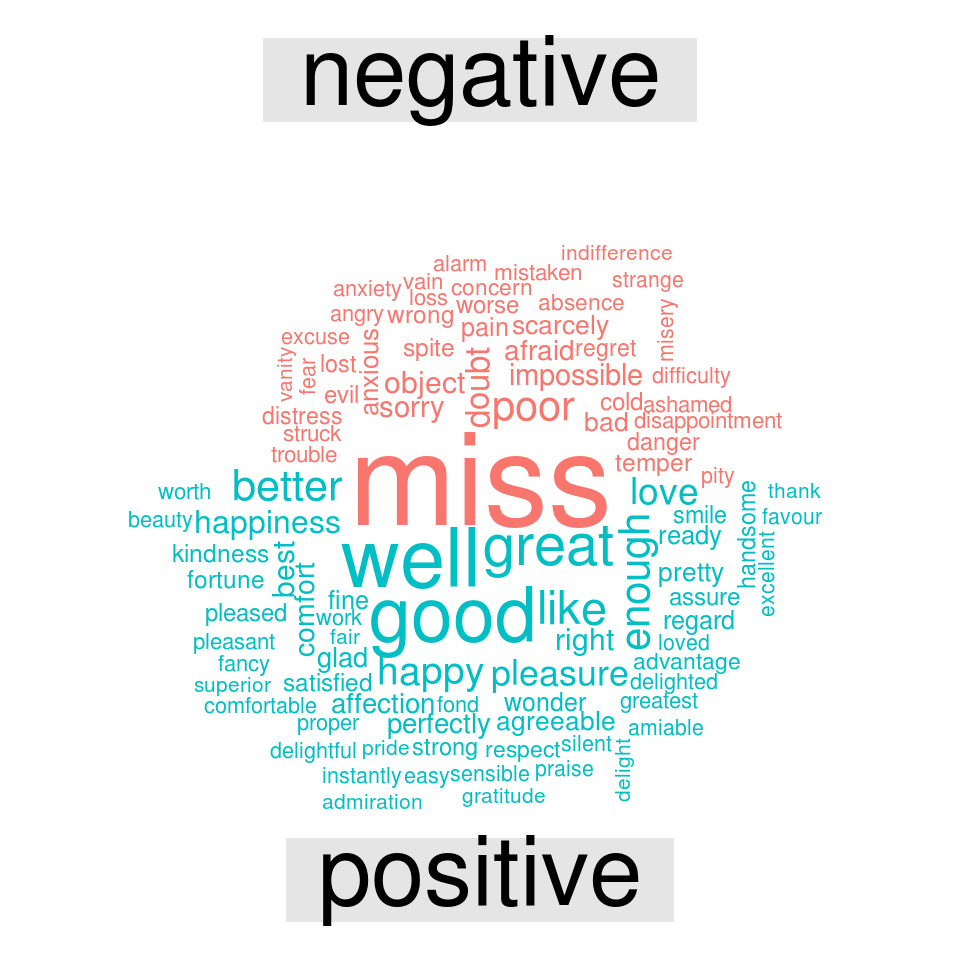 negative
indifference
alarm
mistaken
strange
anxiety
vain
concern
loss
worse
absence
misery
angry
wrong
pain
scarcely
excuse
anxious
spite
doubt
afraid
regret
vanity
fear
lost
object
impossible
difficulty
evil
sorry
poor
cold
ashamed
distress
bad
disappointment
struck
danger
trouble
miss
temper
pity
worth
better
love
handsome
thank
beauty
happiness
well
great
enough
smile
favour
kindness
best
ready
excellent
fortune
comfort
pretty
pleased
fine
good
like
assure
work
regard
pleasant
fair
right
loved
fancy
glad
happy
pleasure
advantage
superior
satisfied
delighted
comfortable
affection
fond
wonder
greatest
proper
perfectly
agreeable
amiable
delightful
pride
strong
respect
silent
delight
instantly
easy
sensible
praise
admiration
gratitude
positive